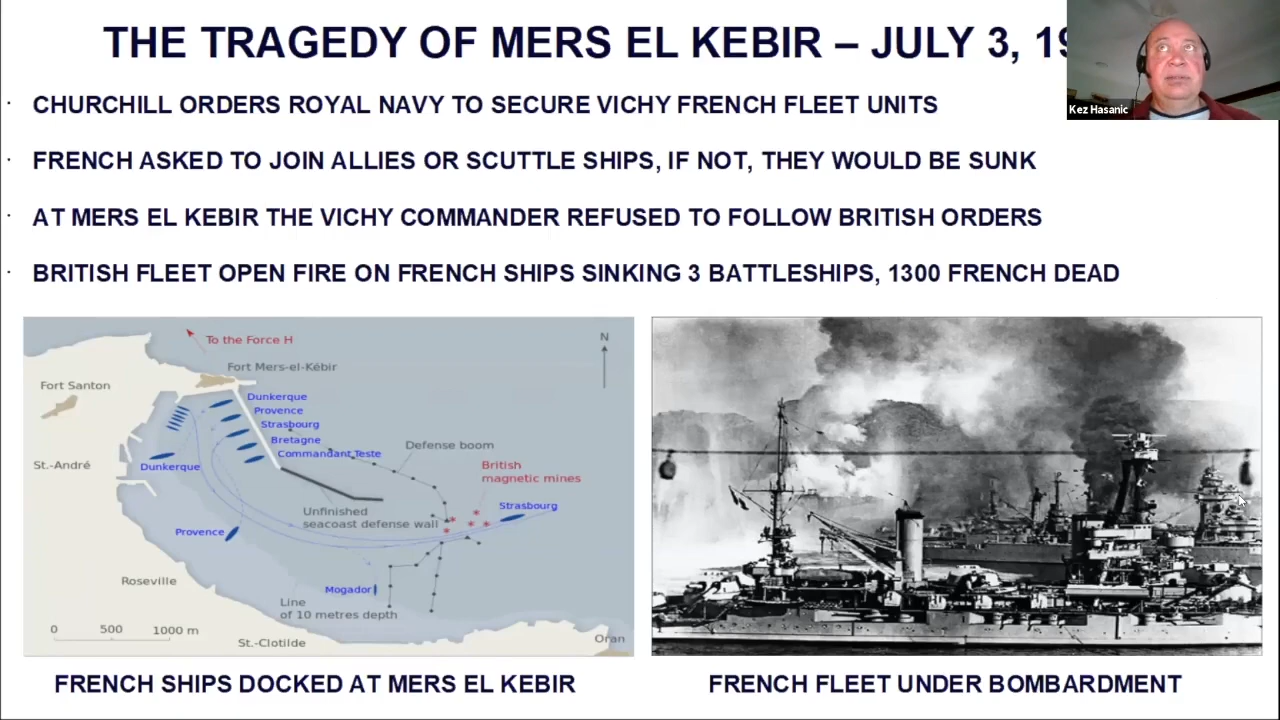 THE TRAGEDY OF MERS EL KEBIR – JULY 3, 19
Kez Hasanic
· CHURCHILL ORDERS ROYAL NAVY TO SECURE VICHY FRENCH FLEET UNITS
· FRENCH ASKED TO JOIN ALLIES OR SCUTTLE SHIPS, IF NOT, THEY WOULD BE SUNK
· AT MERS EL KEBIR THE VICHY COMMANDER REFUSED TO FOLLOW BRITISH ORDERS
· BRITISH FLEET OPEN FIRE ON FRENCH SHIPS SINKING 3 BATTLESHIPS, 1300 FRENCH DEAD
To the Force H
N
Fort Mers-el-Kébir
Fort Santon
Dunkerque
Provence
Strasbourg
Bretagne
Commandant Teste
Defense boom
St.-André
Dunkerque
British
magnetic mines
Strasbourg
Unfinished
seacoast defense wall
Provence
Roseville
Mogador
Line
of 10 metres depth
0 500 1000 m
St.-Clotilde
Oran
FRENCH SHIPS DOCKED AT MERS EL KEBIR
FRENCH FLEET UNDER BOMBARDMENT